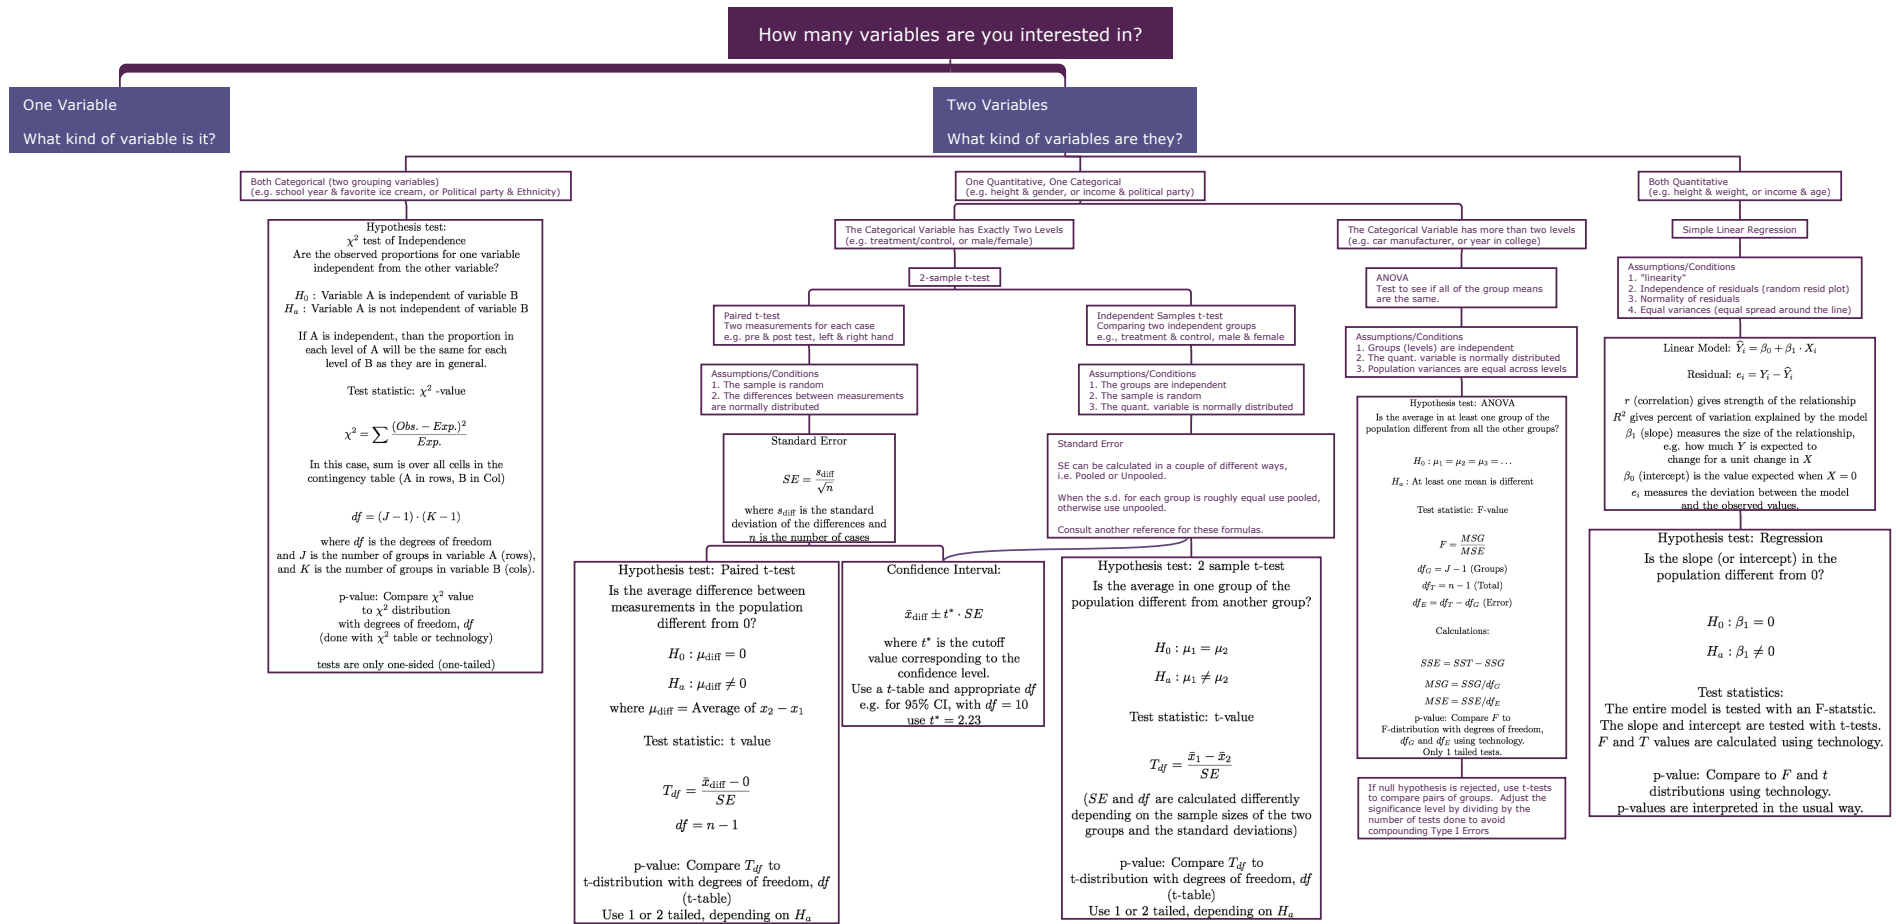 How many variables are you interested in?
One Variable
What kind of variable is it?
Two Variables
What kind of variables are they?
Both Categorical (two grouping variables)
(e.g. school year & favorite ice cream, or Political party & Ethnicity)
Hypothesis test:
χ² test of Independence
Are the observed proportions for one variable
independent from the other variable?
H₀ : Variable A is independent of variable B
Hₐ : Variable A is not independent of variable B
If A is independent, than the proportion in
each level of A will be the same for each
level of B as they are in general.
Test statistic: χ² -value
χ² = ∑ (Obs. − Exp.)² / Exp.
In this case, sum is over all cells in the
contingency table (A in rows, B in Col)
df = (J − 1) · (K − 1)
where df is the degrees of freedom
and J is the number of groups in variable A (rows),
and K is the number of groups in variable B (cols).
p-value: Compare χ² value
to χ² distribution
with degrees of freedom, df
(done with χ² table or technology)
tests are only one-sided (one-tailed)
One Quantitative, One Categorical
(e.g. height & gender, or income & political party)
The Categorical Variable has Exactly Two Levels
(e.g. treatment/control, or male/female)
2-sample t-test
Paired t-test
Two measurements for each case
e.g. pre & post test, left & right hand
Assumptions/Conditions
1. The sample is random
2. The differences between measurements
are normally distributed
Standard Error
SE = s_diff / √n
where s_diff is the standard
deviation of the differences and
n is the number of cases
Hypothesis test: Paired t-test
Is the average difference between
measurements in the population
different from 0?
H₀ : μ_diff = 0
Hₐ : μ_diff ≠ 0
where μ_diff = Average of x₂ − x₁
Test statistic: t value
T_df = (x̄_diff − 0) / SE
df = n − 1
p-value: Compare T_df to
t-distribution with degrees of freedom, df
(t-table)
Use 1 or 2 tailed, depending on Hₐ
Confidence Interval:
x̄_diff ± t* · SE
where t* is the cutoff
value corresponding to the
confidence level.
Use a t-table and appropriate df
e.g. for 95% CI, with df = 10
use t* = 2.23
Independent Samples t-test
Comparing two independent groups
e.g., treatment & control, male & female
Assumptions/Conditions
1. The groups are independent
2. The sample is random
3. The quant. variable is normally distributed
Standard Error
SE can be calculated in a couple of different ways,
i.e. Pooled or Unpooled.
When the s.d. for each group is roughly equal use pooled,
otherwise use unpooled.
Consult another reference for these formulas.
Hypothesis test: 2 sample t-test
Is the average in one group of the
population different from another group?
H₀ : μ₁ = μ₂
Hₐ : μ₁ ≠ μ₂
Test statistic: t-value
T_df = (x̄₁ − x̄₂) / SE
(SE and df are calculated differently
depending on the sample sizes of the two
groups and the standard deviations)
p-value: Compare T_df to
t-distribution with degrees of freedom, df
(t-table)
Use 1 or 2 tailed, depending on Hₐ
The Categorical Variable has more than two levels
(e.g. car manufacturer, or year in college)
ANOVA
Test to see if all of the group means
are the same.
Assumptions/Conditions
1. Groups (levels) are independent
2. The quant. variable is normally distributed
3. Population variances are equal across levels
Hypothesis test: ANOVA
Is the average in at least one group of the
population different from all the other groups?
H₀ : μ₁ = μ₂ = μ₃ = ...
Hₐ : At least one mean is different
Test statistic: F-value
F = MSG / MSE
df_G = J − 1 (Groups)
df_T = n − 1 (Total)
df_E = df_T − df_G (Error)
Calculations:
SSE = SST − SSG
MSG = SSG/df_G
MSE = SSE/df_E
p-value: Compare F to
F-distribution with degrees of freedom,
df_G and df_E using technology.
Only 1 tailed tests.
If null hypothesis is rejected, use t-tests
to compare pairs of groups. Adjust the
significance level by dividing by the
number of tests done to avoid
compounding Type I Errors
Both Quantitative
(e.g. height & weight, or income & age)
Simple Linear Regression
Assumptions/Conditions
1. "linearity"
2. Independence of residuals (random resid plot)
3. Normality of residuals
4. Equal variances (equal spread around the line)
Linear Model: Ŷᵢ = β₀ + β₁ · Xᵢ
Residual: eᵢ = Yᵢ − Ŷᵢ
r (correlation) gives strength of the relationship
R² gives percent of variation explained by the model
β₁ (slope) measures the size of the relationship,
e.g. how much Y is expected to
change for a unit change in X
β₀ (intercept) is the value expected when X = 0
eᵢ measures the deviation between the model
and the observed values.
Hypothesis test: Regression
Is the slope (or intercept) in the
population different from 0?
H₀ : β₁ = 0
Hₐ : β₁ ≠ 0
Test statistics:
The entire model is tested with an F-statstic.
The slope and intercept are tested with t-tests.
F and T values are calculated using technology.
p-value: Compare to F and t
distributions using technology.
p-values are interpreted in the usual way.